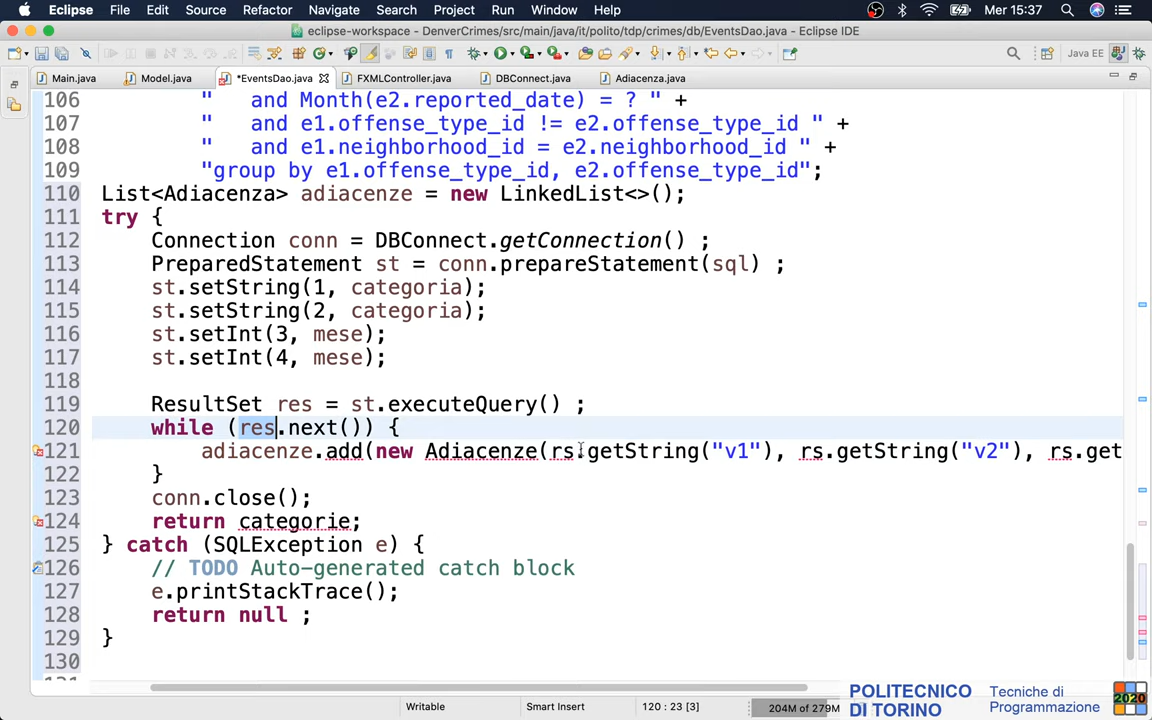 Eclipse File Edit Source Refactor Navigate Search Project Run Window Help Mer 15:37
eclipse-workspace - DenverCrimes/src/main/java/it/polito/tdp/crimes/db/EventsDao.java - Eclipse IDE
Java EE
Main.java Model.java *EventsDao.java FXMLController.java DBConnect.java Adiacenza.java
106 "   and Month(e2.reported_date) = ? " +
107 "   and e1.offense_type_id != e2.offense_type_id " +
108 "   and e1.neighborhood_id = e2.neighborhood_id " +
109 "group by e1.offense_type_id, e2.offense_type_id";
110 List<Adiacenza> adiacenze = new LinkedList<>();
111 try {
112 Connection conn = DBConnect.getConnection() ;
113 PreparedStatement st = conn.prepareStatement(sql) ;
114 st.setString(1, categoria);
115 st.setString(2, categoria);
116 st.setInt(3, mese);
117 st.setInt(4, mese);
118
119 ResultSet res = st.executeQuery() ;
120 while (res.next()) {
121 adiacenze.add(new Adiacenze(rs.getString("v1"), rs.getString("v2"), rs.get
122 }
123 conn.close();
124 return categorie;
125 } catch (SQLException e) {
126 // TODO Auto-generated catch block
127 e.printStackTrace();
128 return null ;
129 }
130
Writable Smart Insert 120 : 23 [3] 204M of 279M
POLITECNICO
DI TORINO
Tecniche di
Programmazione
2020